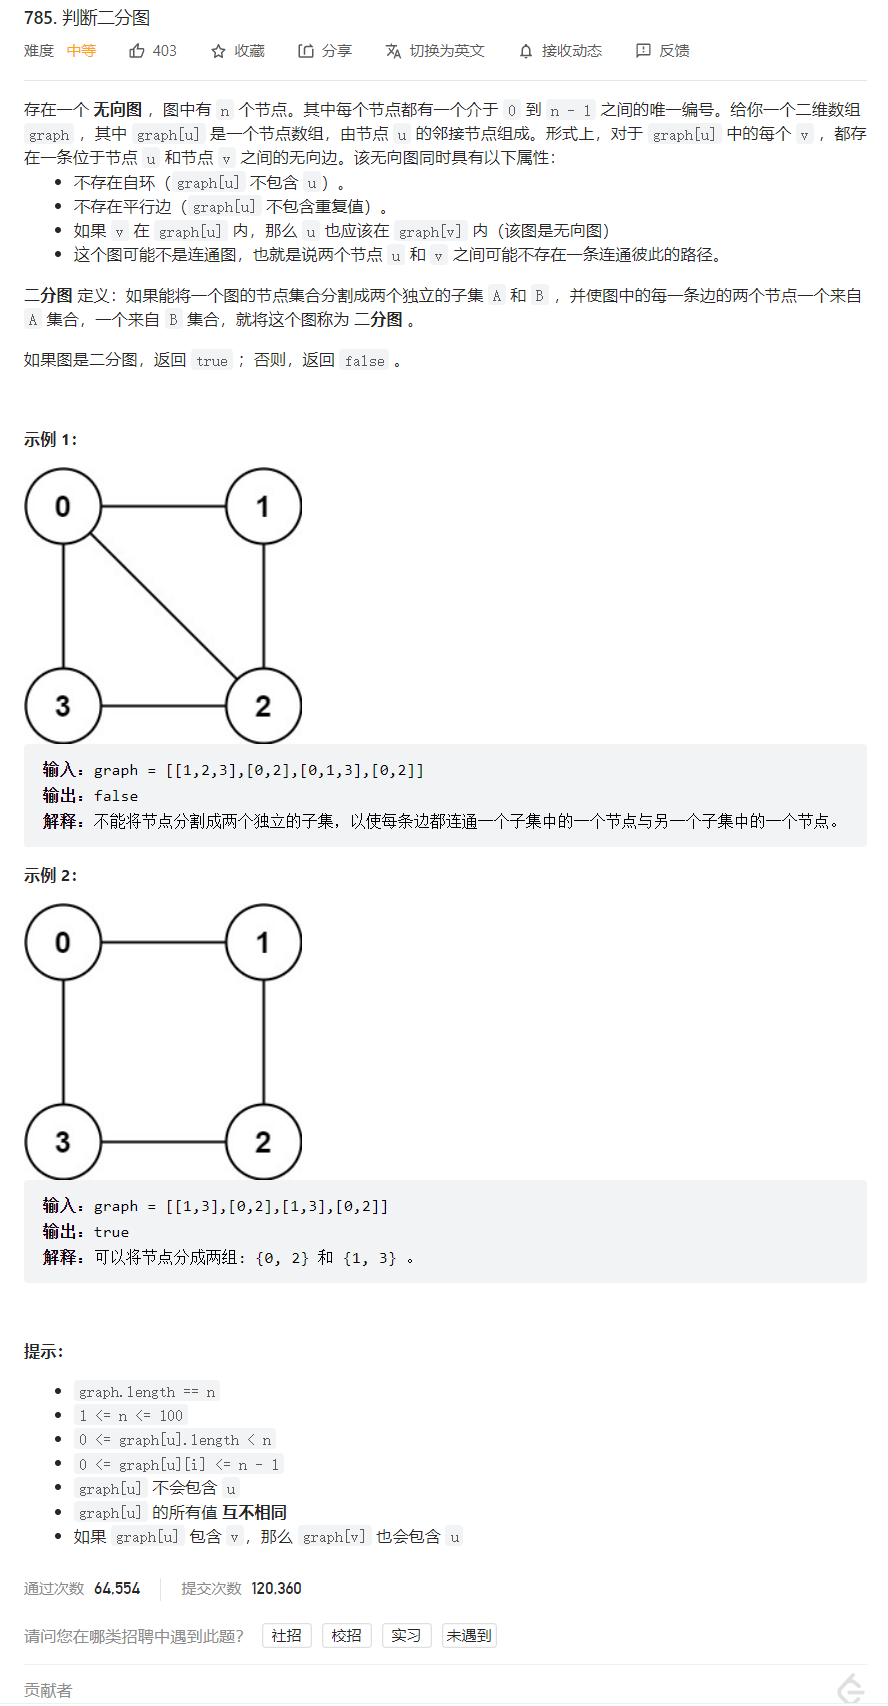 785. 判断二分图
难度 中等 403 收藏 分享 切换为英文 接收动态 反馈
存在一个 无向图 ，图中有 n 个节点。其中每个节点都有一个介于 0 到 n - 1 之间的唯一编号。给你一个二维数组
graph ，其中 graph[u] 是一个节点数组，由节点 u 的邻接节点组成。形式上，对于 graph[u] 中的每个 v ，都存
在一条位于节点 u 和节点 v 之间的无向边。该无向图同时具有以下属性：
• 不存在自环（graph[u] 不包含 u）。
• 不存在平行边（graph[u] 不包含重复值）。
• 如果 v 在 graph[u] 内，那么 u 也应该在 graph[v] 内（该图是无向图）
• 这个图可能不是连通图，也就是说两个节点 u 和 v 之间可能不存在一条连通彼此的路径。
二分图 定义：如果能将一个图的节点集合分割成两个独立的子集 A 和 B ，并使图中的每一条边的两个节点一个来自
A 集合，一个来自 B 集合，就将这个图称为 二分图 。
如果图是二分图，返回 true ；否则，返回 false 。
示例 1：
0 1
3 2
输入：graph = [[1,2,3],[0,2],[0,1,3],[0,2]]
输出：false
解释：不能将节点分割成两个独立的子集，以使每条边都连通一个子集中的一个节点与另一个子集中的一个节点。
示例 2：
0 1
3 2
输入：graph = [[1,3],[0,2],[1,3],[0,2]]
输出：true
解释：可以将节点分成两组: {0, 2} 和 {1, 3} 。
提示：
• graph.length == n
• 1 <= n <= 100
• 0 <= graph[u].length < n
• 0 <= graph[u][i] <= n - 1
• graph[u] 不会包含 u
• graph[u] 的所有值 互不相同
• 如果 graph[u] 包含 v，那么 graph[v] 也会包含 u
通过次数 64,554 提交次数 120,360
请问您在哪类招聘中遇到此题？ 社招 校招 实习 未遇到
贡献者